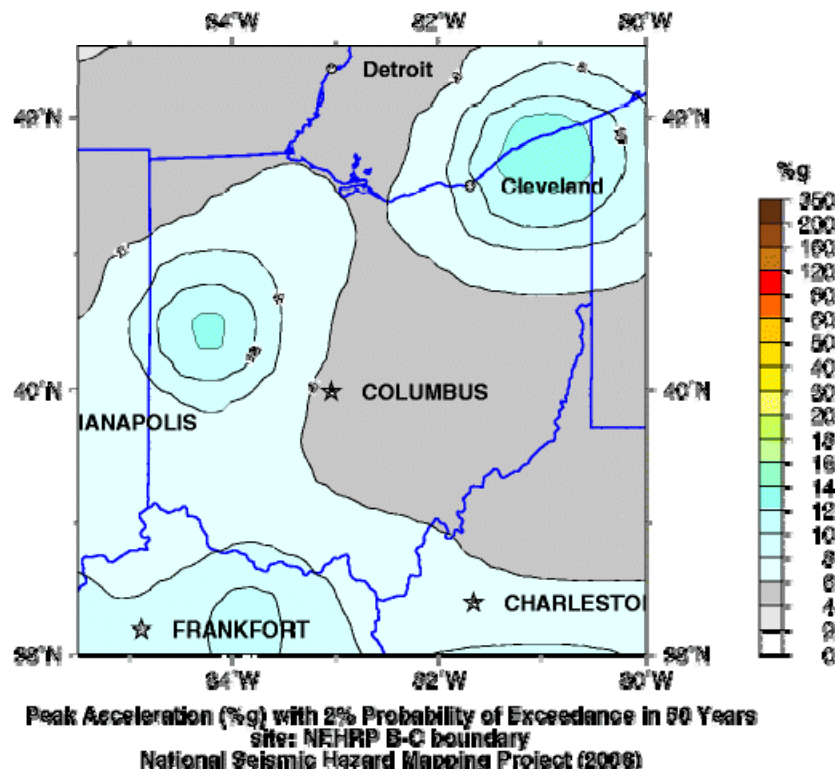 84°W 82°W 80°W
Detroit
42°N 42°N
Cleveland
%g
350
200
160
120
80
60
50
40
30
20
18
16
14
12
10
8
6
4
2
0
40°N COLUMBUS 40°N
IANAPOLIS
CHARLESTO
FRANKFORT
38°N 38°N
84°W 82°W 80°W
Peak Acceleration (%g) with 2% Probability of Exceedance in 50 Years
site: NEHRP B-C boundary
National Seismic Hazard Mapping Project (2008)